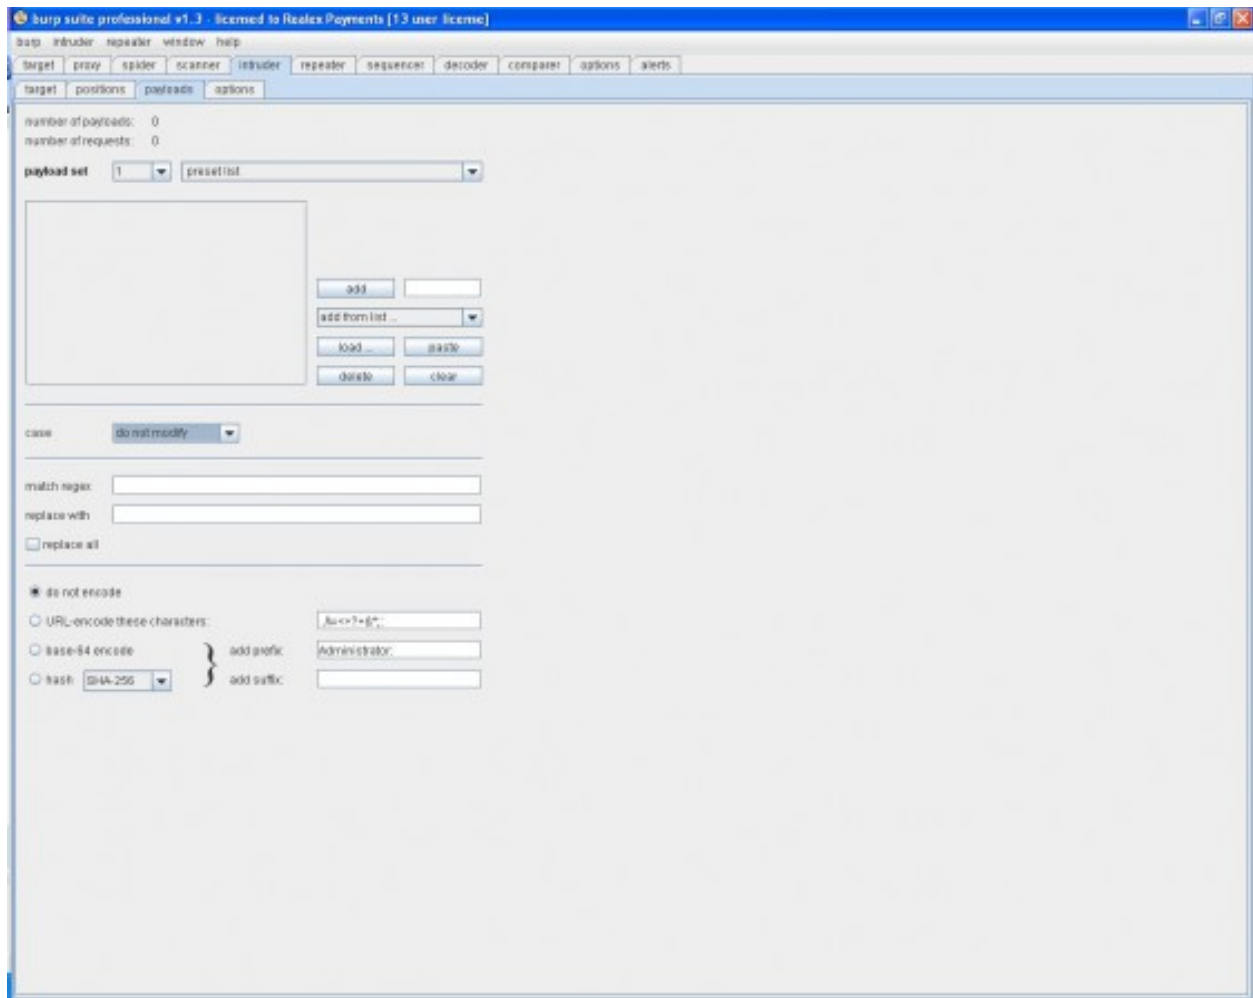 burp suite professional v1.3 - licensed to Realex Payments [13 user license]
burp intruder repeater window help
target proxy spider scanner intruder repeater sequencer decoder comparer options alerts
target positions payloads options
number of payloads: 0
number of requests: 0
payload set 1 preset list
add
add from list ...
load ... paste
delete clear
case do not modify
match regex
replace with
replace all
do not encode
URL-encode these characters:
base-64 encode add prefix: Administrator:
hash SHA-256 add suffix: